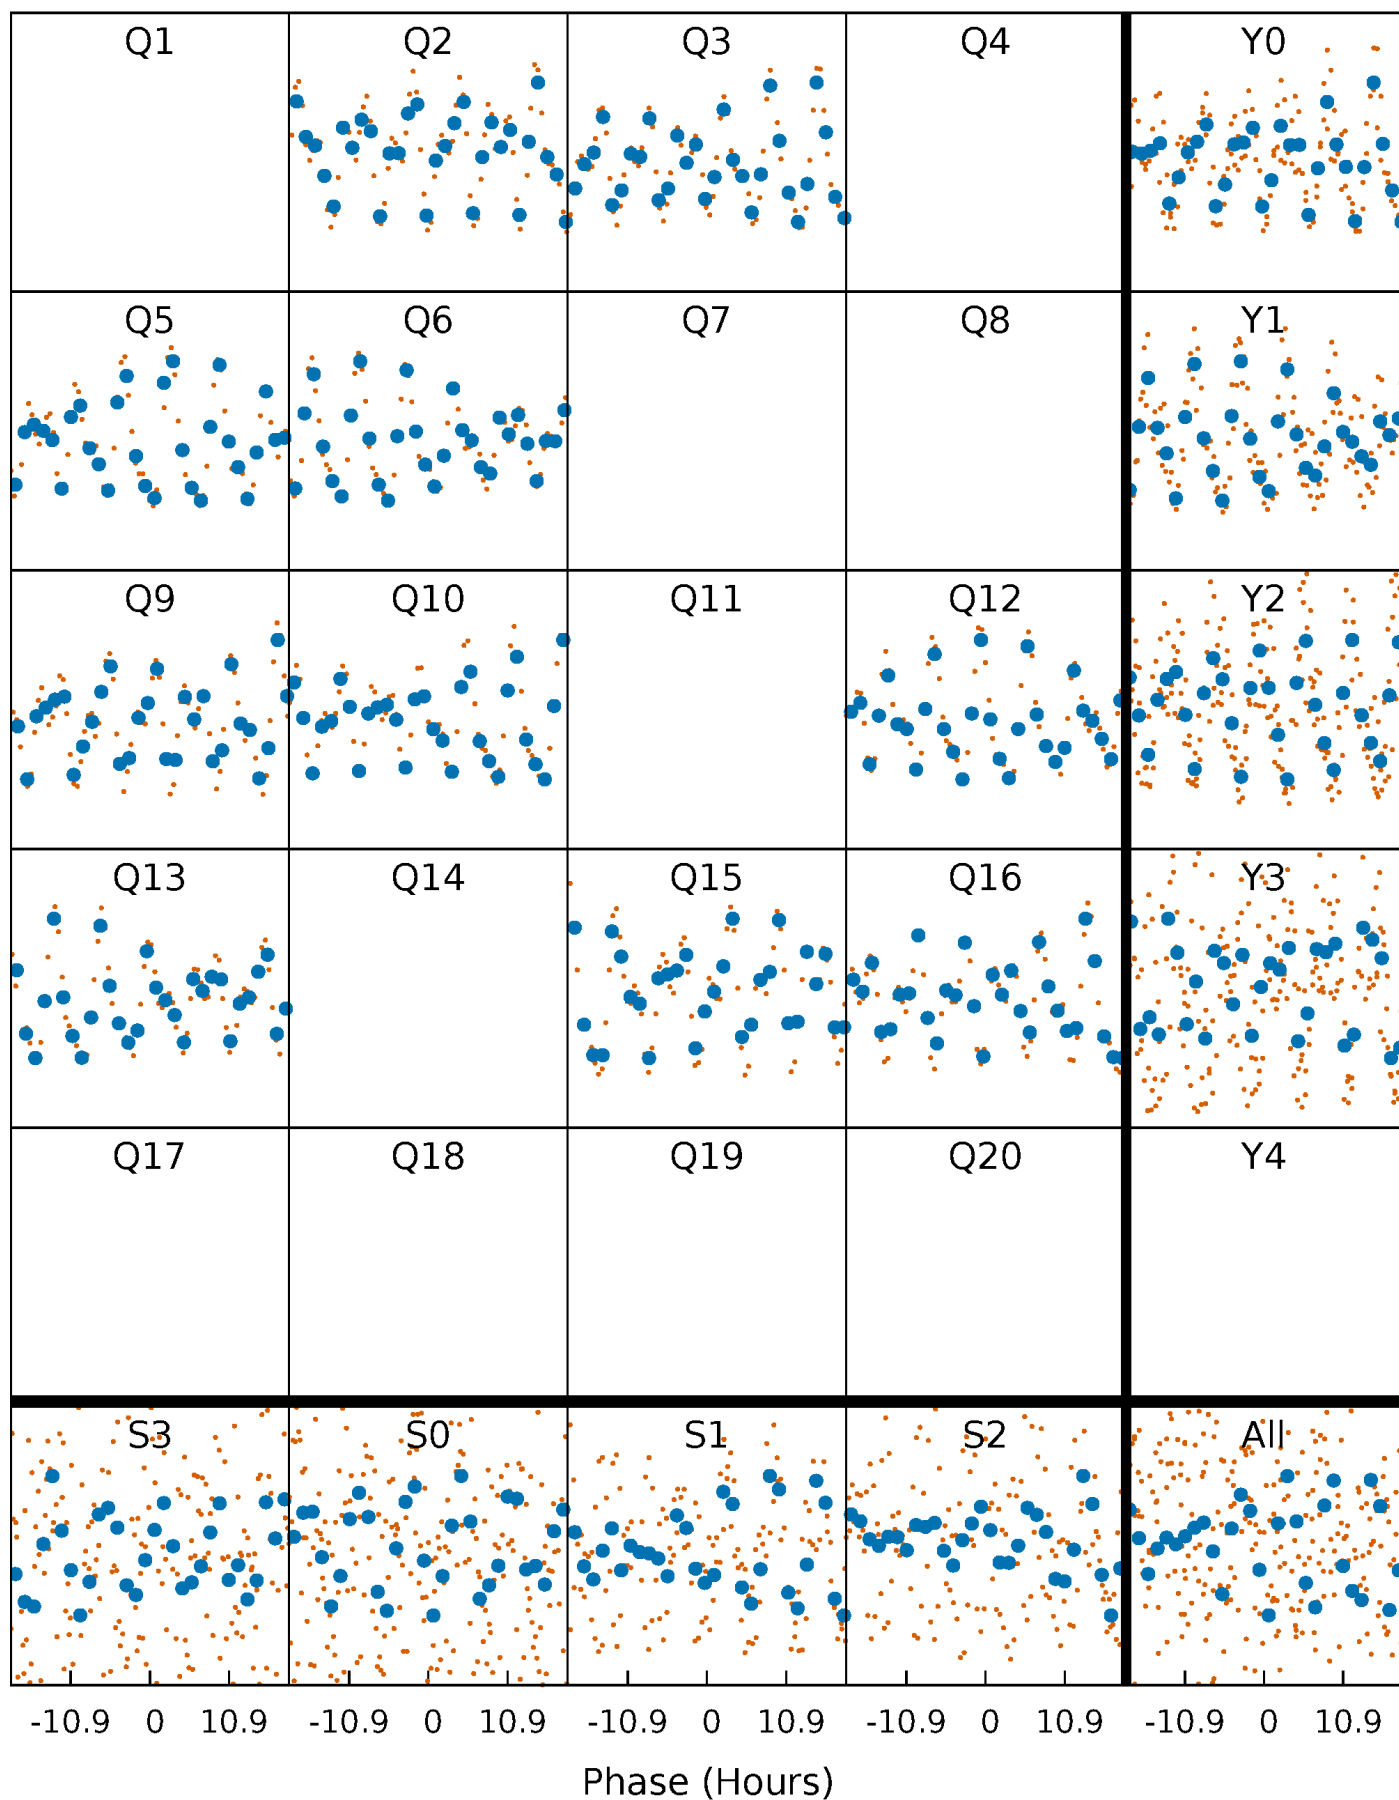 Q1 Q2 Q3 Q4 Y0
Q5 Q6 Q7 Q8 Y1
Q9 Q10 Q11 Q12 Y2
Q13 Q14 Q15 Q16 Y3
Q17 Q18 Q19 Q20 Y4
S3 S0 S1 S2 All
-10.9 0 10.9 -10.9 0 10.9 -10.9 0 10.9 -10.9 0 10.9 -10.9 0 10.9
Phase (Hours)